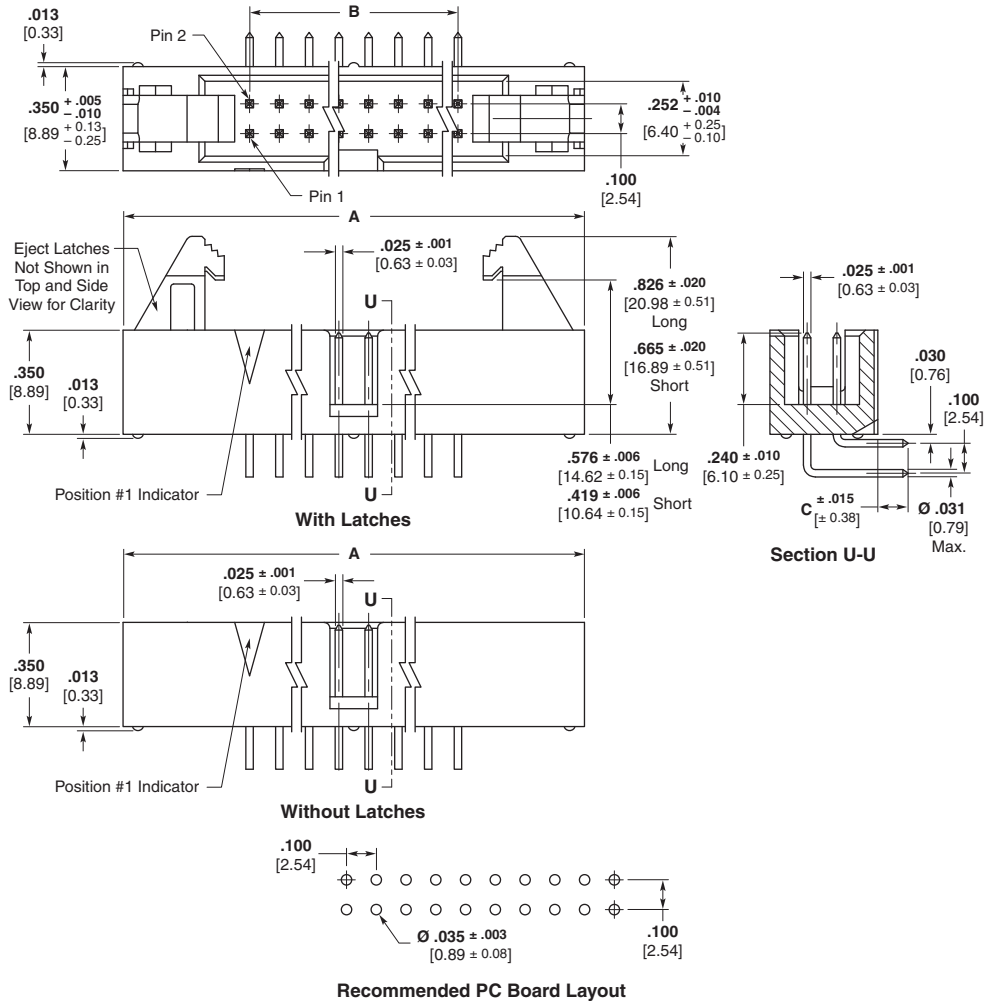 .013
[0.33]
B
Pin 2
.350 + .005 - .010
[8.89 + 0.13 - 0.25]
.252 + .010 - .004
[6.40 + 0.25 - 0.10]
.100
[2.54]
Pin 1
A
Eject Latches
Not Shown in
Top and Side
View for Clarity
.025 ± .001
[0.63 ± 0.03]
U
.826 ± .020
[20.98 ± 0.51]
Long
.665 ± .020
[16.89 ± 0.51]
Short
.350
[8.89]
.013
[0.33]
.576 ± .006
[14.62 ± 0.15] Long
.419 ± .006
[10.64 ± 0.15] Short
Position #1 Indicator
U
With Latches
.025 ± .001
[0.63 ± 0.03]
.030
[0.76]
.100
[2.54]
.240 ± .010
[6.10 ± 0.25]
C ± .015
[± 0.38]
Ø .031
[0.79]
Max.
Section U-U
A
.025 ± .001
[0.63 ± 0.03]
U
.350
[8.89]
.013
[0.33]
Position #1 Indicator
U
Without Latches
.100
[2.54]
Ø .035 ± .003
[0.89 ± 0.08]
.100
[2.54]
Recommended PC Board Layout